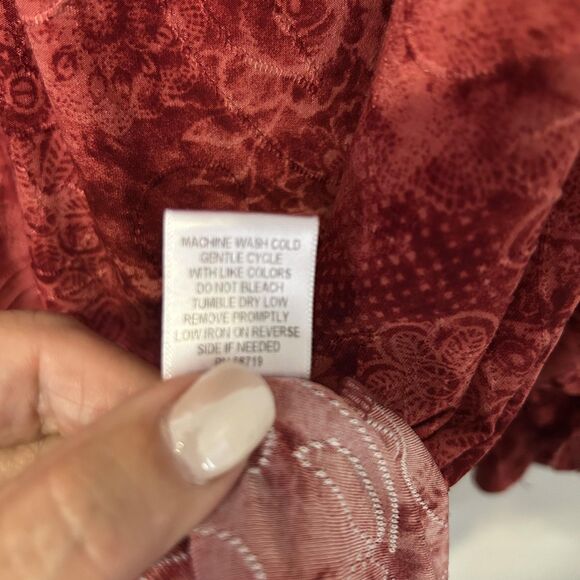 MACHINE WASH COLD
GENTLE CYCLE
WITH LIKE COLORS
DO NOT BLEACH
TUMBLE DRY LOW
REMOVE PROMPTLY
LOW IRON ON REVERSE
SIDE IF NEEDED